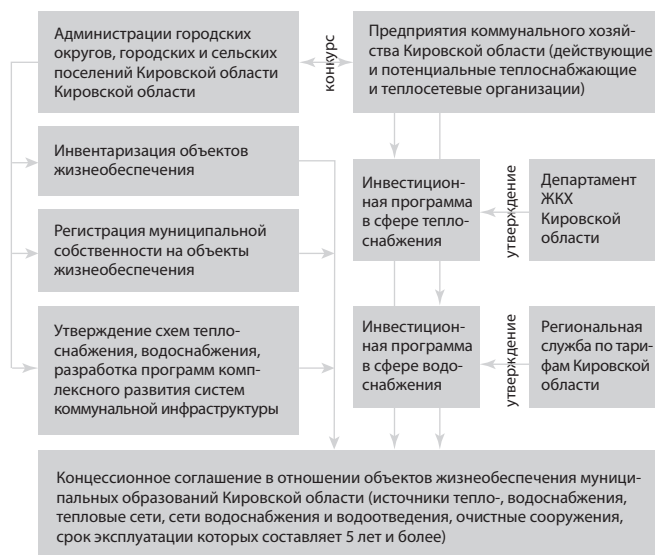 Администрации городских
округов, городских и сельских
поселений Кировской области
Кировской области
конкурс
Предприятия коммунального хозяй-
ства Кировской области (действующие
и потенциальные теплоснабжающие
и теплосетевые организации)
Инвентаризация объектов
жизнеобеспечения
Инвестицион-
ная программа
в сфере тепло-
снабжения
утверждение
Департамент
ЖКХ
Кировской
области
Регистрация муниципальной
собственности на объекты
жизнеобеспечения
Утверждение схем тепло-
снабжения, водоснабжения,
разработка программ комп-
лексного развития систем
коммунальной инфраструктуры
Инвестицион-
ная программа
в сфере водо-
снабжения
утверждение
Региональная
служба по тари-
фам Кировской
области
Концессионное соглашение в отношении объектов жизнеобеспечения муници-
пальных образований Кировской области (источники тепло-, водоснабжения,
тепловые сети, сети водоснабжения и водоотведения, очистные сооружения,
срок эксплуатации которых составляет 5 лет и более)